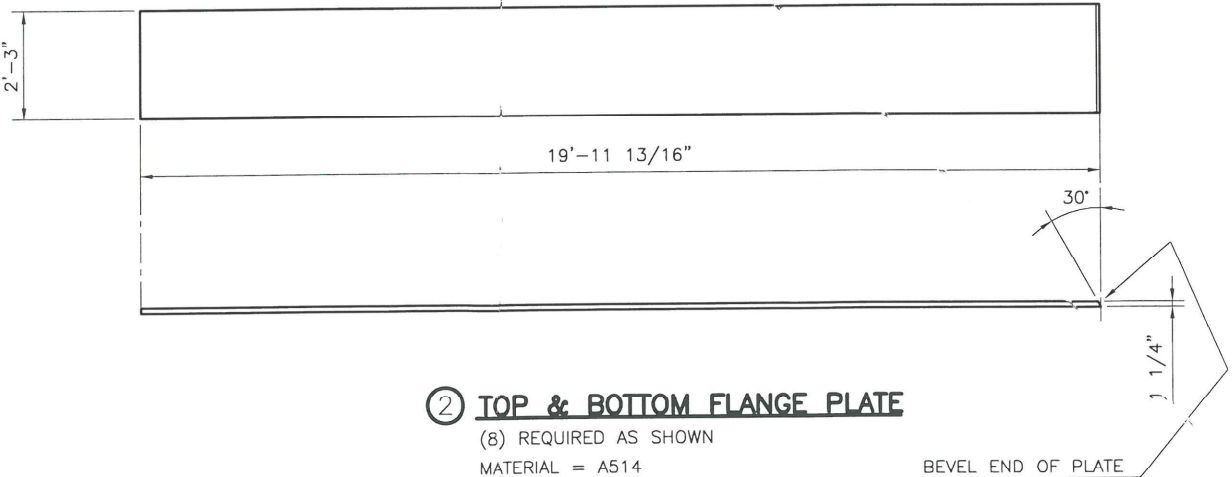 2'-3"
19'-11 13/16"
30°
1 1/4"
2 TOP & BOTTOM FLANGE PLATE
(8) REQUIRED AS SHOWN
MATERIAL = A514
BEVEL END OF PLATE